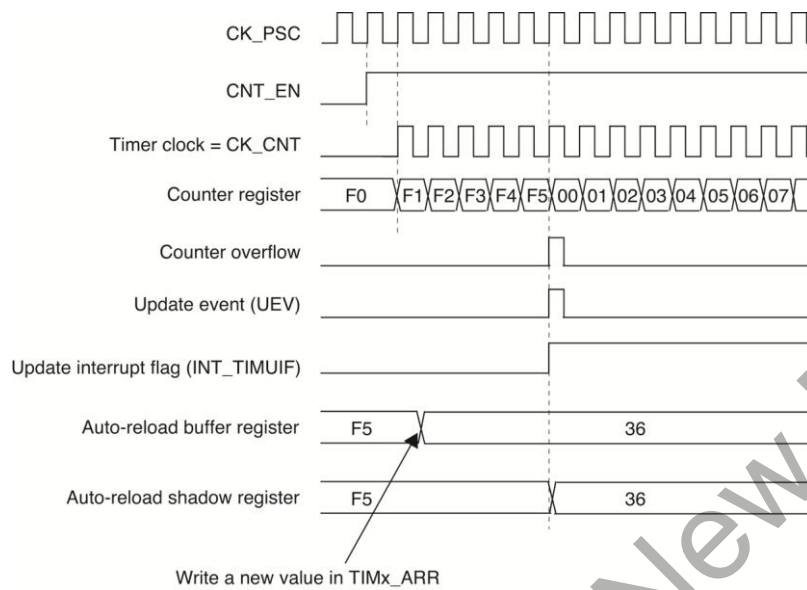 CK_PSC
CNT_EN
Timer clock = CK_CNT
Counter register F0 F1 F2 F3 F4 F5 00 01 02 03 04 05 06 07
Counter overflow
Update event (UEV)
Update interrupt flag (INT_TIMUIF)
Auto-reload buffer register F5 36
Auto-reload shadow register F5 36
Write a new value in TIMx_ARR
New